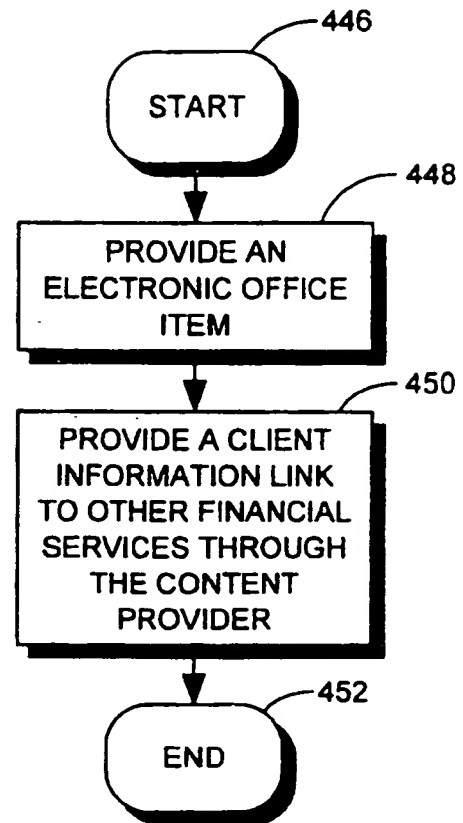 446
START
448
PROVIDE AN
ELECTRONIC OFFICE
ITEM
450
PROVIDE A CLIENT
INFORMATION LINK
TO OTHER FINANCIAL
SERVICES THROUGH
THE CONTENT
PROVIDER
452
END